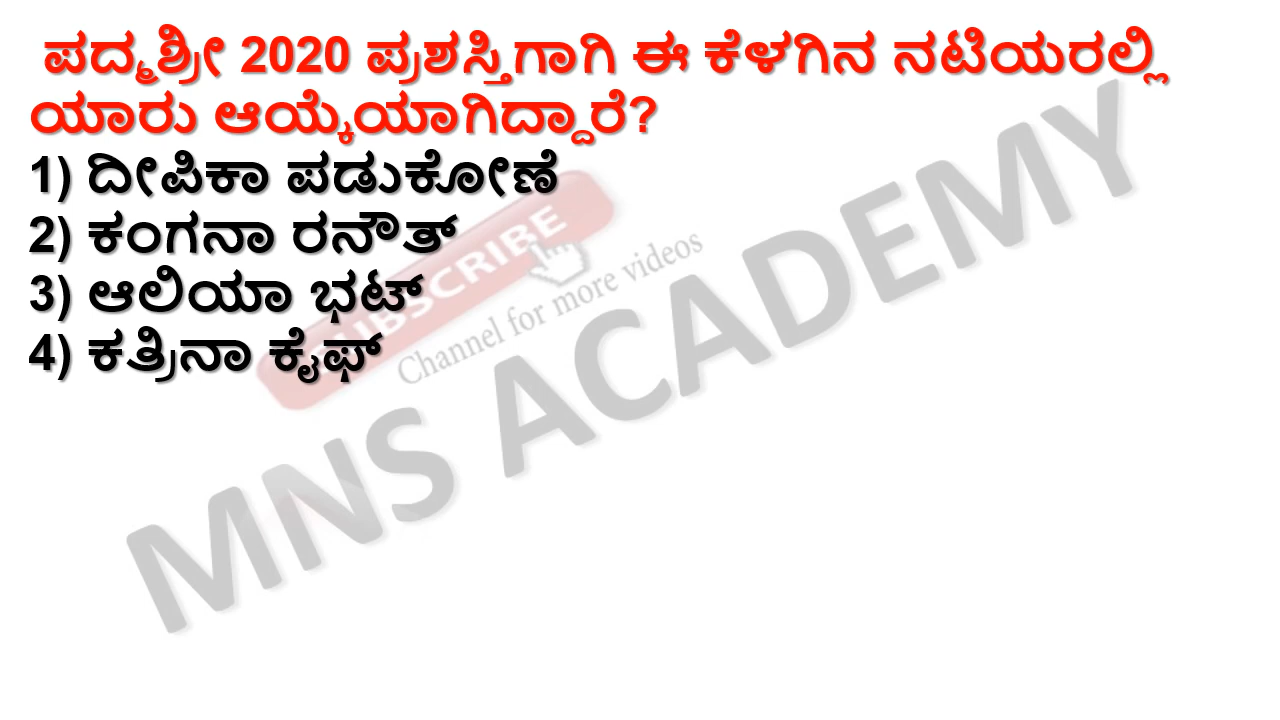 ಪದ್ಮಶ್ರೀ 2020 ಪ್ರಶಸ್ತಿಗಾಗಿ ಈ ಕೆಳಗಿನ ನಟಿಯರಲ್ಲಿ
ಯಾರು ಆಯ್ಕೆಯಾಗಿದ್ದಾರೆ?
1) ದೀಪಿಕಾ ಪಡುಕೋಣೆ
2) ಕಂಗನಾ ರನೌತ್
3) ಆಲಿಯಾ ಭಟ್
4) ಕತ್ರಿನಾ ಕೈಫ್
SUBSCRIBE
Channel for more videos
MNS ACADEMY